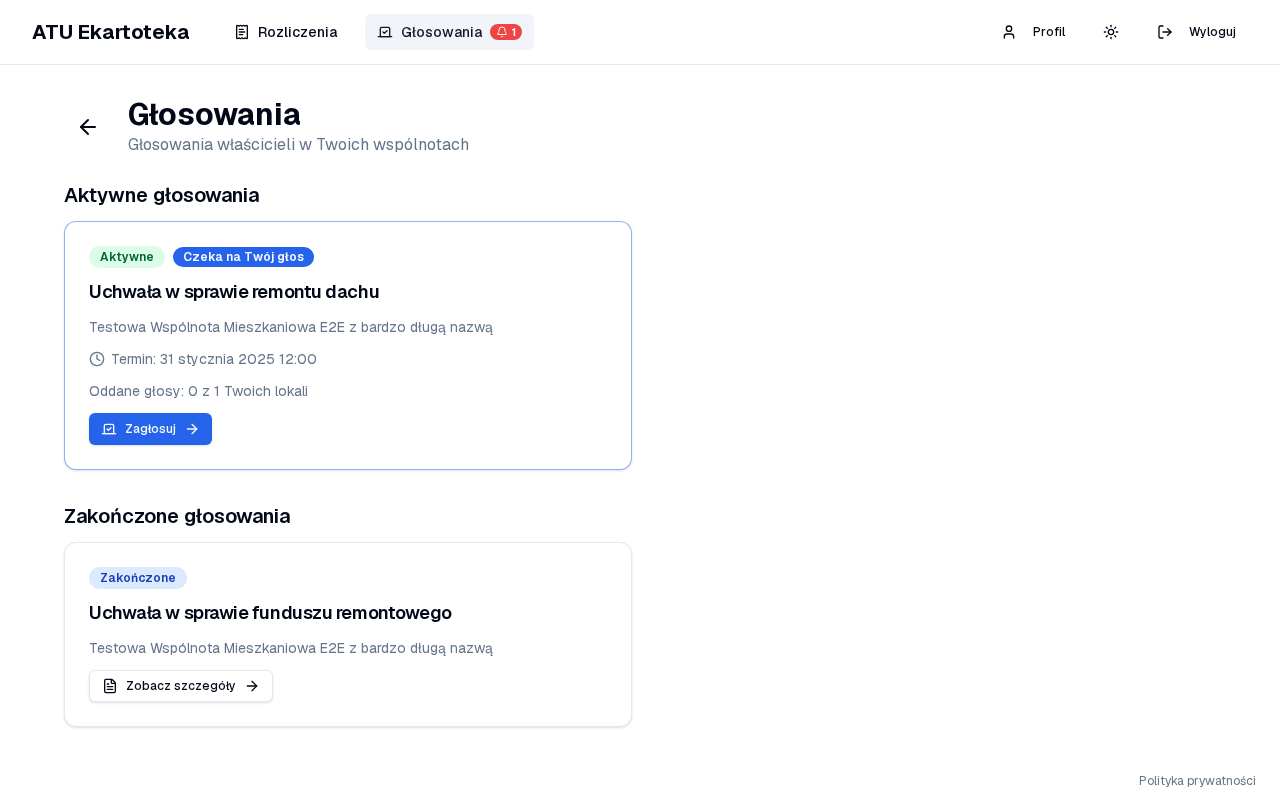 ATU Ekartoteka
Rozliczenia
Głosowania 1
Profil
Wyloguj
Głosowania
Głosowania właścicieli w Twoich wspólnotach
Aktywne głosowania
Aktywne Czeka na Twój głos
Uchwała w sprawie remontu dachu
Testowa Wspólnota Mieszkaniowa E2E z bardzo długą nazwą
Termin: 31 stycznia 2025 12:00
Oddane głosy: 0 z 1 Twoich lokali
Zagłosuj
Zakończone głosowania
Zakończone
Uchwała w sprawie funduszu remontowego
Testowa Wspólnota Mieszkaniowa E2E z bardzo długą nazwą
Zobacz szczegóły
Polityka prywatności